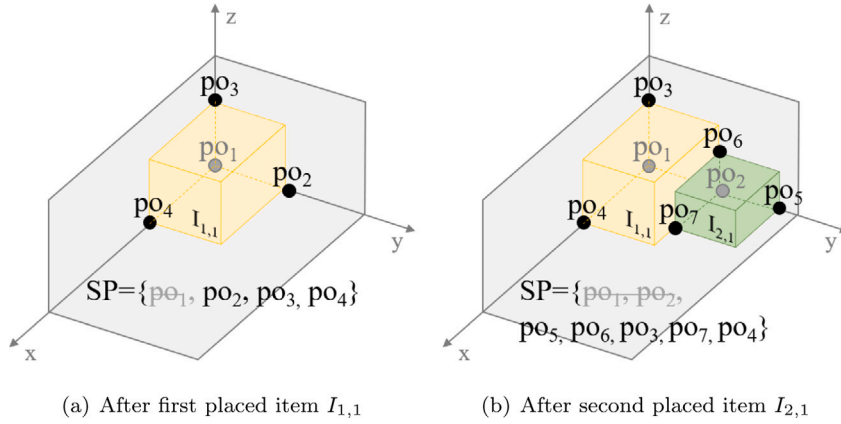 z
po₃
po₁
po₂
po₄
I₁,₁
y
SP={po₁, po₂, po₃, po₄}
x
(a) After first placed item I₁,₁
z
po₃
po₆
po₁
po₂
po₅
po₄
po₇
I₁,₁
I₂,₁
y
SP={po₁, po₂,
po₅, po₆, po₃, po₇, po₄}
x
(b) After second placed item I₂,₁